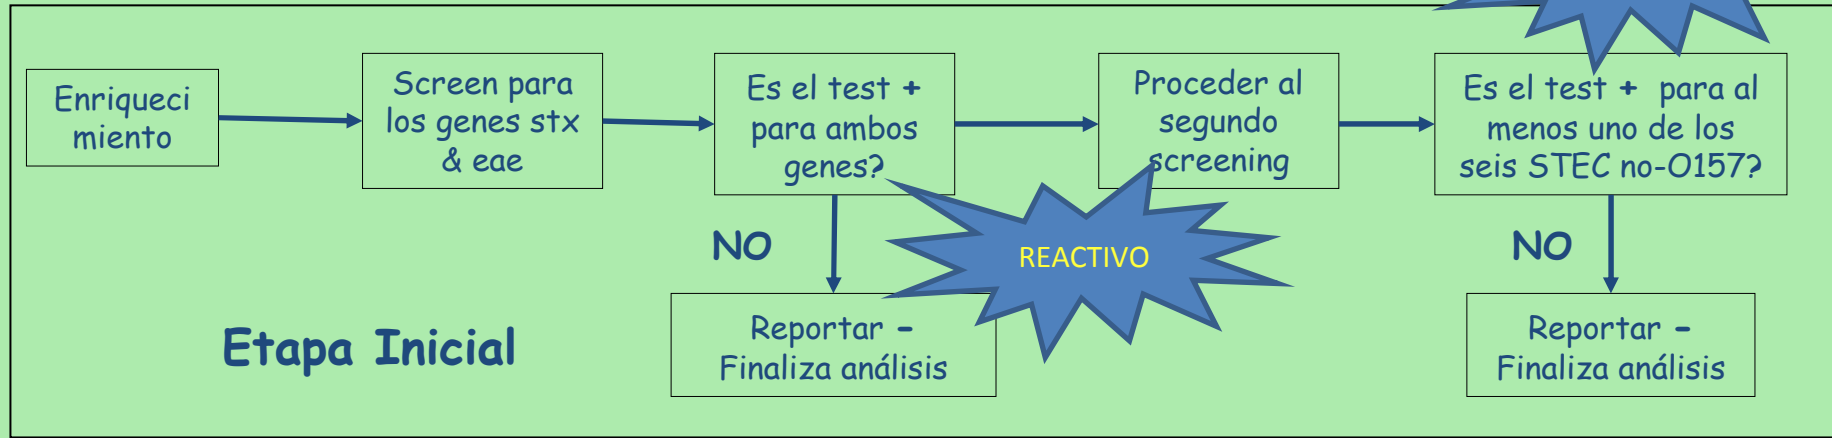 Enriqueci
miento
Screen para
los genes stx
& eae
Es el test +
para ambos
genes?
Proceder al
segundo
screening
Es el test + para al
menos uno de los
seis STEC no-O157?
NO
REACTIVO
NO
Etapa Inicial
Reportar –
Finaliza análisis
Reportar –
Finaliza análisis